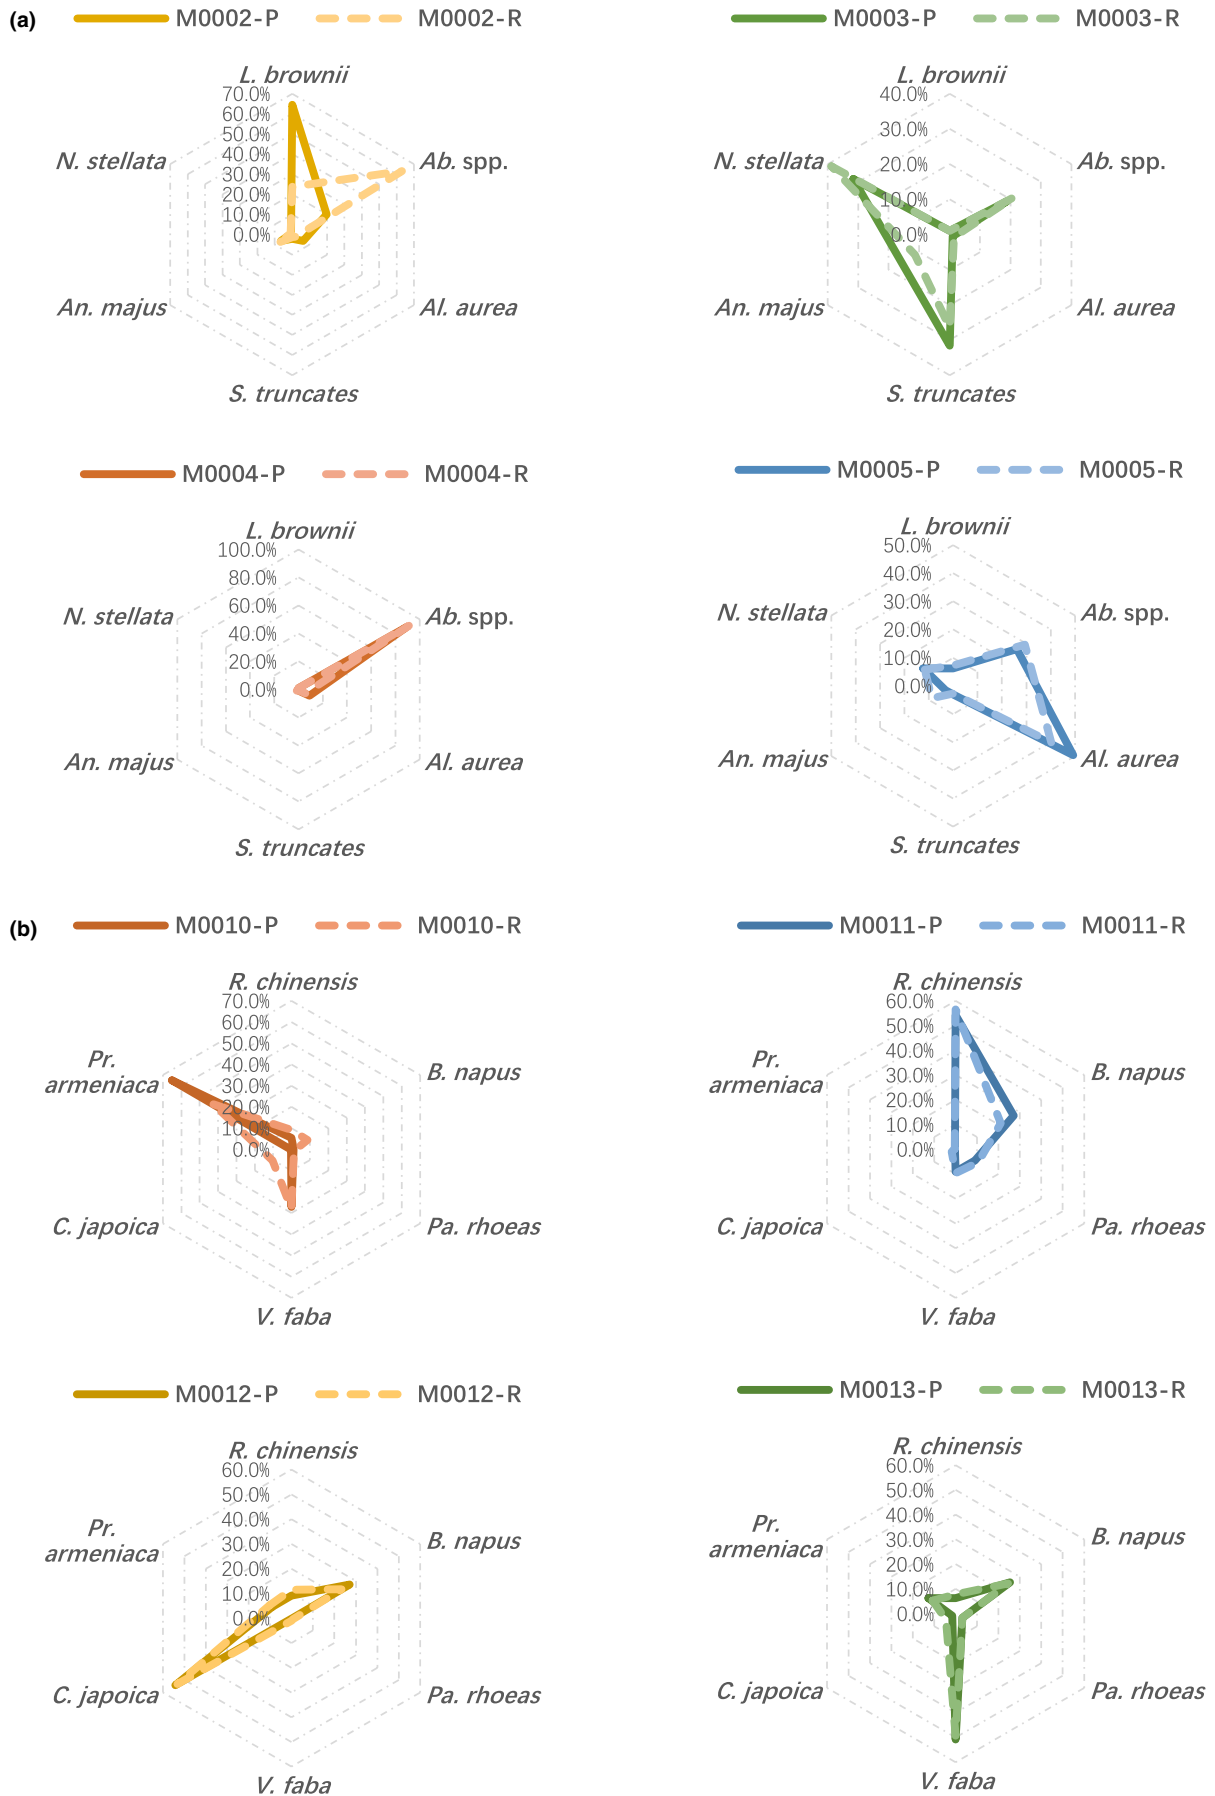 (a)
M0002-P
M0002-R
L. brownii
70.0%
60.0%
50.0%
40.0%
30.0%
20.0%
10.0%
0.0%
N. stellata
Ab. spp.
An. majus
Al. aurea
S. truncates
M0003-P
M0003-R
L. brownii
40.0%
30.0%
20.0%
10.0%
0.0%
N. stellata
Ab. spp.
An. majus
Al. aurea
S. truncates
M0004-P
M0004-R
L. brownii
100.0%
80.0%
60.0%
40.0%
20.0%
0.0%
N. stellata
Ab. spp.
An. majus
Al. aurea
S. truncates
M0005-P
M0005-R
L. brownii
50.0%
40.0%
30.0%
20.0%
10.0%
0.0%
N. stellata
Ab. spp.
An. majus
Al. aurea
S. truncates
(b)
M0010-P
M0010-R
R. chinensis
70.0%
60.0%
50.0%
40.0%
30.0%
20.0%
10.0%
0.0%
Pr.
armeniaca
B. napus
C. japoica
Pa. rhoeas
V. faba
M0011-P
M0011-R
R. chinensis
60.0%
50.0%
40.0%
30.0%
20.0%
10.0%
0.0%
Pr.
armeniaca
B. napus
C. japoica
Pa. rhoeas
V. faba
M0012-P
M0012-R
R. chinensis
60.0%
50.0%
40.0%
30.0%
20.0%
10.0%
0.0%
Pr.
armeniaca
B. napus
C. japoica
Pa. rhoeas
V. faba
M0013-P
M0013-R
R. chinensis
60.0%
50.0%
40.0%
30.0%
20.0%
10.0%
0.0%
Pr.
armeniaca
B. napus
C. japoica
Pa. rhoeas
V. faba